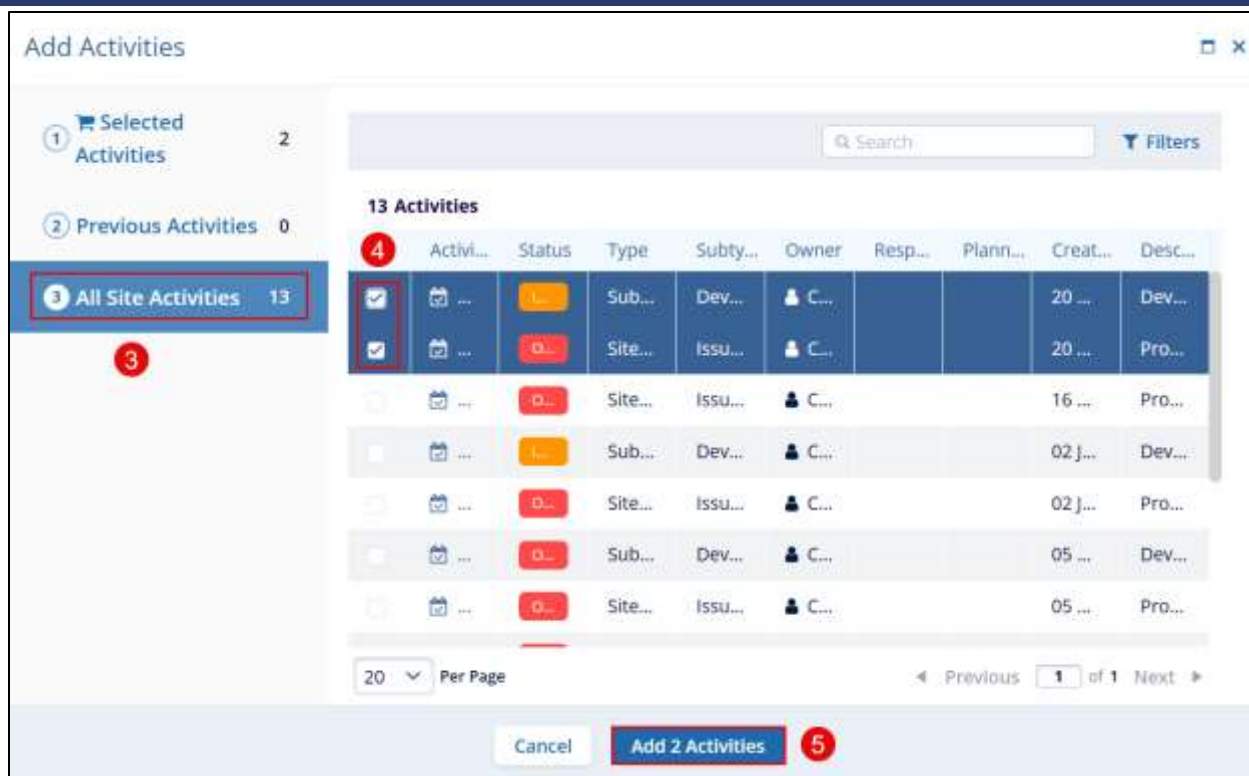 Add Activities
1 Selected Activities 2
2 Previous Activities 0
3 All Site Activities 13
3
Search Filters
13 Activities
4 Activi... Status Type Subty... Owner Resp... Plann... Creat... Desc...
... I... Sub... Dev... C... 20 ... Dev...
... O... Site... Issu... C... 20 ... Pro...
... O... Site... Issu... C... 16 ... Pro...
... I... Sub... Dev... C... 02 J... Dev...
... O... Site... Issu... C... 02 J... Pro...
... O... Sub... Dev... C... 05 ... Dev...
... O... Site... Issu... C... 05 ... Pro...
20 Per Page Previous 1 of 1 Next
Cancel Add 2 Activities 5